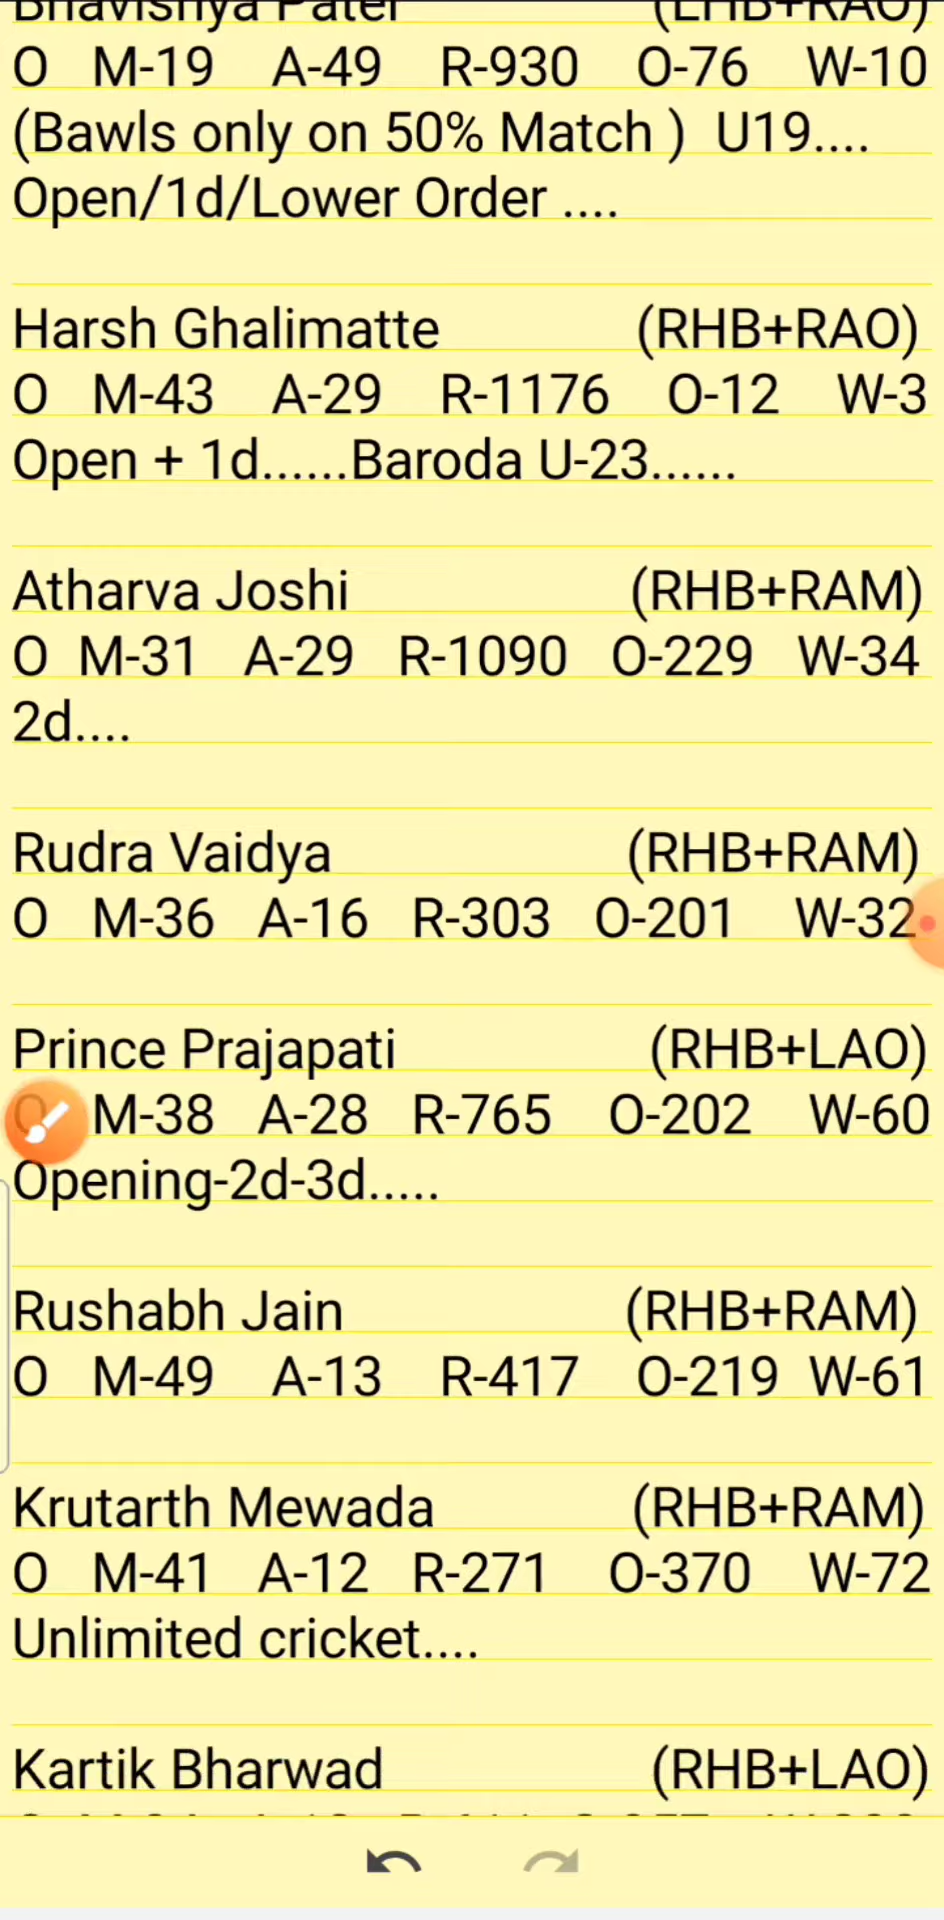 Bhavishya Patel (LHB+RAO)
O M-19 A-49 R-930 O-76 W-10
(Bawls only on 50% Match ) U19....
Open/1d/Lower Order ....
Harsh Ghalimatte (RHB+RAO)
O M-43 A-29 R-1176 O-12 W-3
Open + 1d......Baroda U-23......
Atharva Joshi (RHB+RAM)
O M-31 A-29 R-1090 O-229 W-34
2d....
Rudra Vaidya (RHB+RAM)
O M-36 A-16 R-303 O-201 W-32
Prince Prajapati (RHB+LAO)
O M-38 A-28 R-765 O-202 W-60
Opening-2d-3d.....
Rushabh Jain (RHB+RAM)
O M-49 A-13 R-417 O-219 W-61
Krutarth Mewada (RHB+RAM)
O M-41 A-12 R-271 O-370 W-72
Unlimited cricket....
Kartik Bharwad (RHB+LAO)